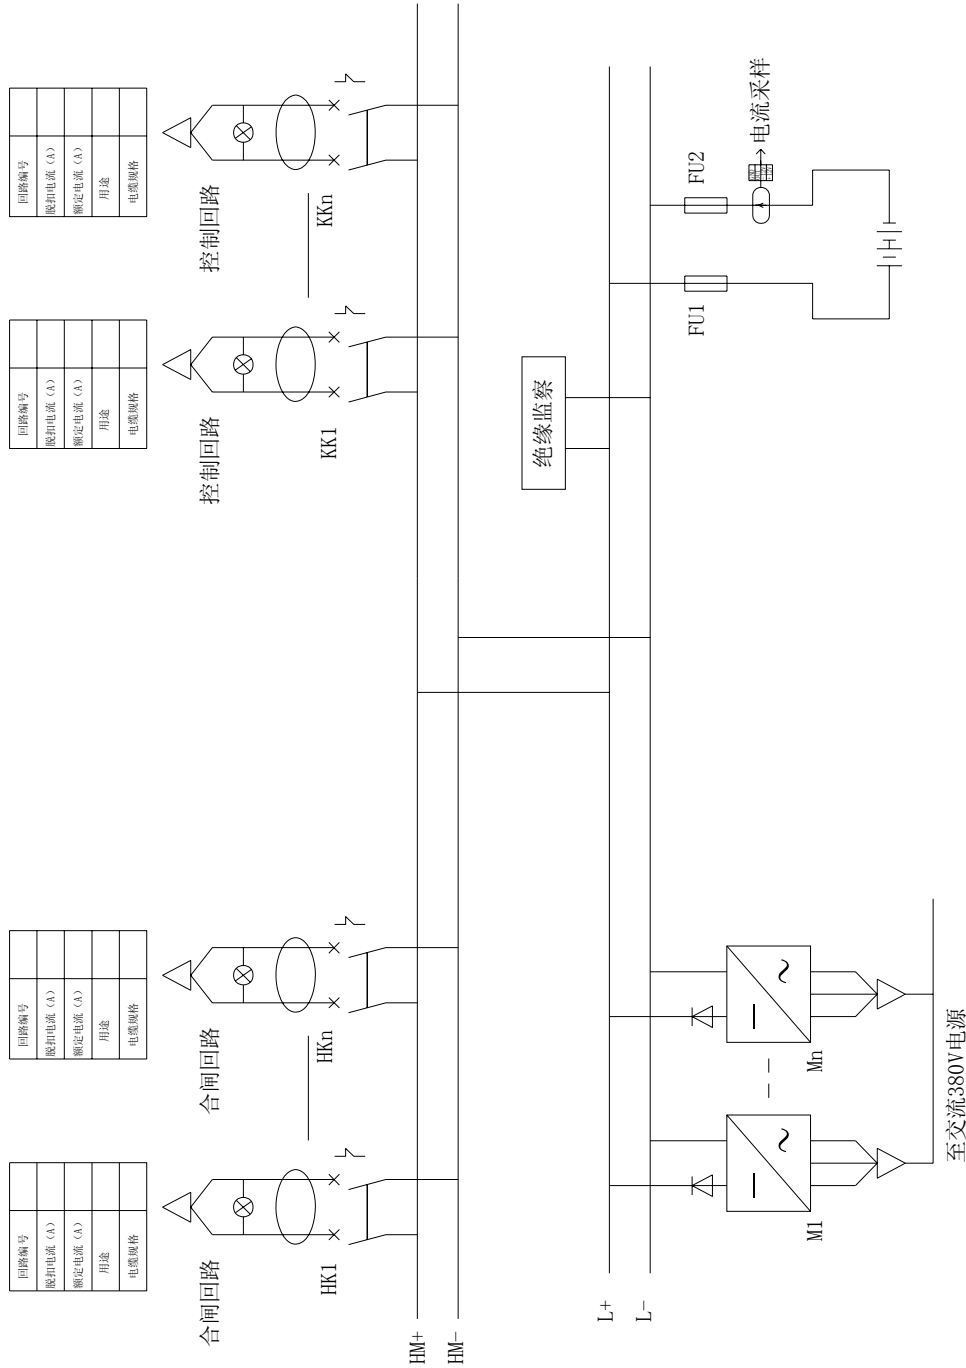 回路编号
脱扣电流（A）
额定电流（A）
用途
电缆规格
回路编号
脱扣电流（A）
额定电流（A）
用途
电缆规格
回路编号
脱扣电流（A）
额定电流（A）
用途
电缆规格
回路编号
脱扣电流（A）
额定电流（A）
用途
电缆规格
合闸回路
合闸回路
控制回路
控制回路
HK1
HKn
KK1
KKn
HM+
HM-
绝缘监察
L+
L-
FU1
FU2
电流采样
M1
Mn
至交流380V电源